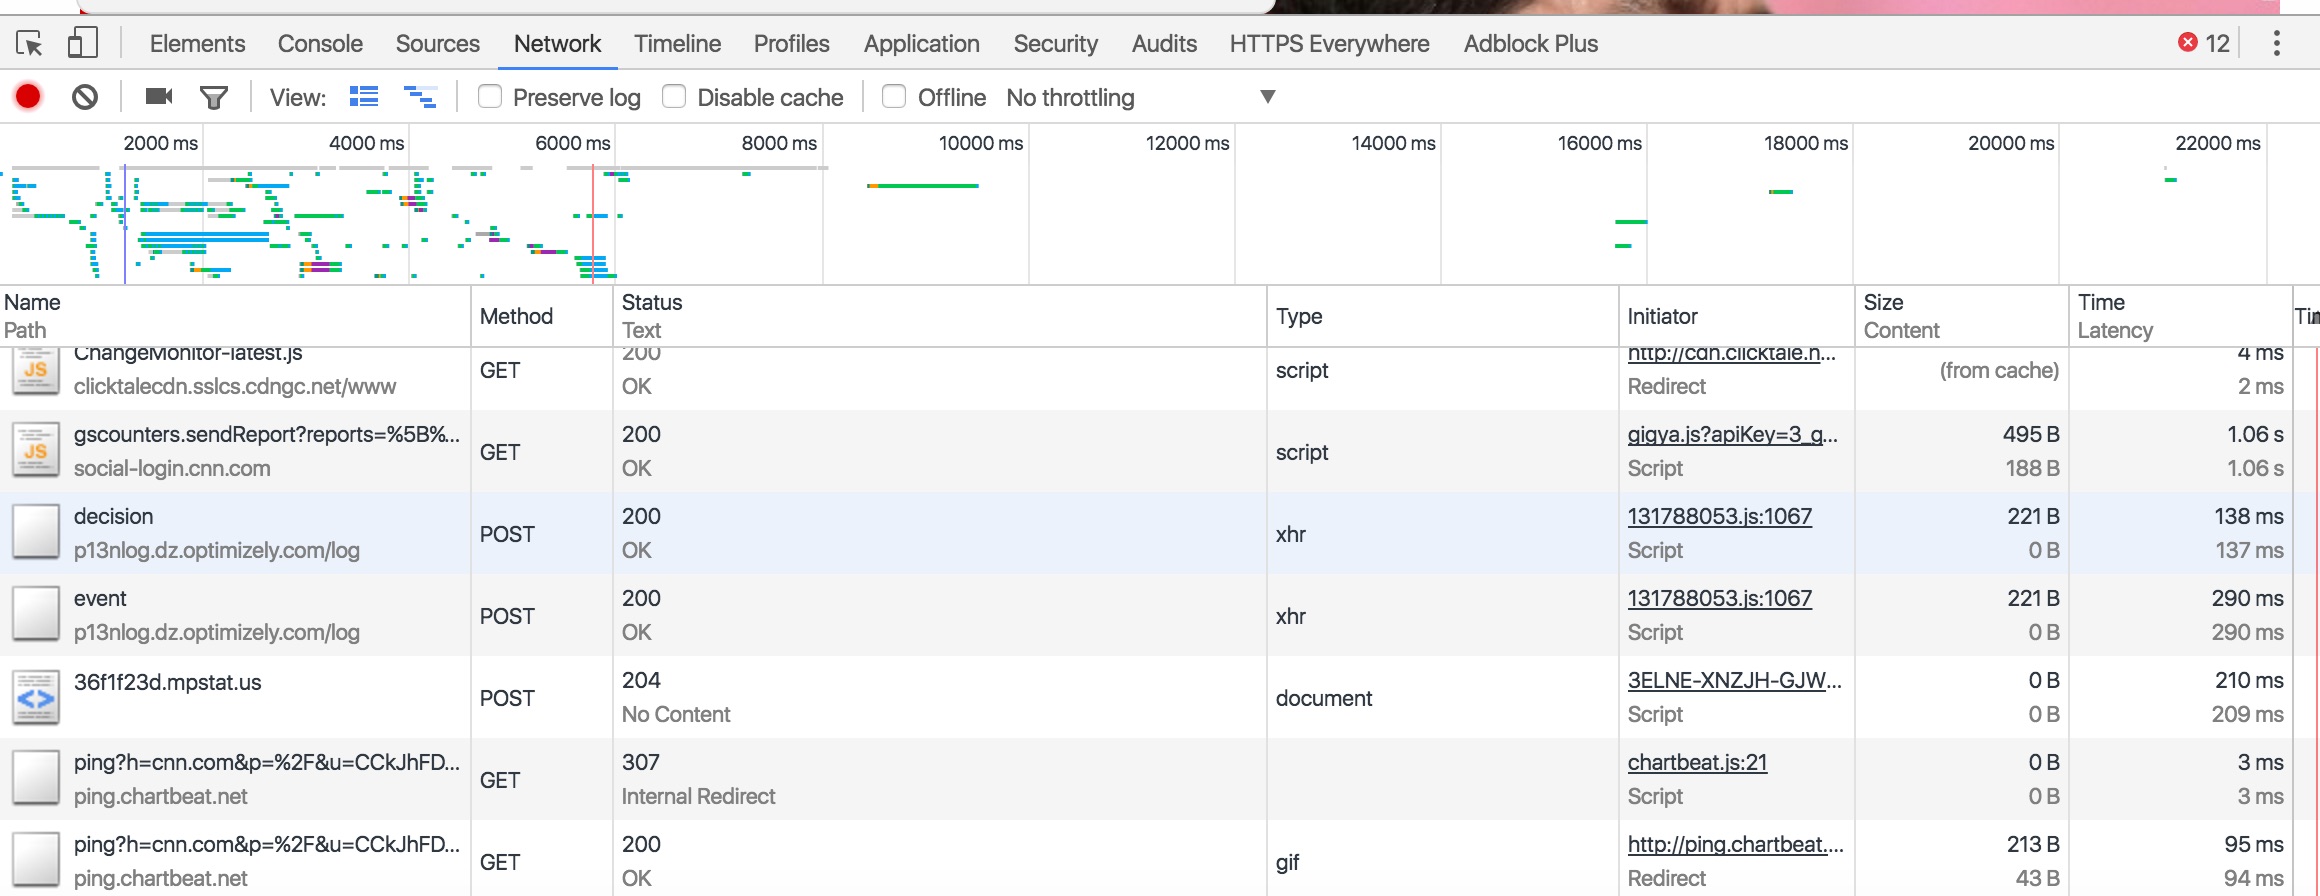 Elements Console Sources Network Timeline Profiles Application Security Audits HTTPS Everywhere Adblock Plus 12
View: Preserve log Disable cache Offline No throttling
2000 ms 4000 ms 6000 ms 8000 ms 10000 ms 12000 ms 14000 ms 16000 ms 18000 ms 20000 ms 22000 ms
Name Status Size Time
Method Type Initiator
Path Text Content Latency
ChangeMonitor-latest.js 200 http://cdn.clicktale.n... 4 ms
JS GET script (from cache)
clicktalecdn.sslcs.cdngc.net/www OK Redirect 2 ms
gscounters.sendReport?reports=%5B%... 200 gigya.js?apiKey=3_q... 495 B 1.06 s
JS GET script
social-login.cnn.com OK Script 188 B 1.06 s
decision 200 131788053.js:1067 221 B 138 ms
POST xhr
p13nlog.dz.optimizely.com/log OK Script 0 B 137 ms
event 200 131788053.js:1067 221 B 290 ms
POST xhr
p13nlog.dz.optimizely.com/log OK Script 0 B 290 ms
36f1f23d.mpstat.us 204 3ELNE-XNZJH-GJW... 0 B 210 ms
POST document
No Content Script 0 B 209 ms
ping?h=cnn.com&p=%2F&u=CCkJhFD... 307 chartbeat.js:21 0 B 3 ms
GET
ping.chartbeat.net Internal Redirect Script 0 B 3 ms
ping?h=cnn.com&p=%2F&u=CCkJhFD... 200 http://ping.chartbeat.... 213 B 95 ms
GET gif
ping.chartbeat.net OK Redirect 43 B 94 ms